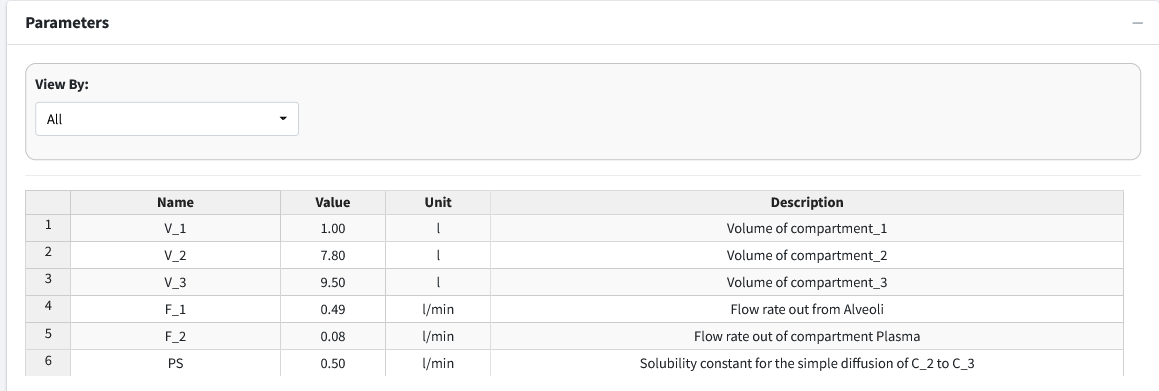 Parameters
View By:
All
Name Value Unit Description
1 V_1 1.00 l Volume of compartment_1
2 V_2 7.80 l Volume of compartment_2
3 V_3 9.50 l Volume of compartment_3
4 F_1 0.49 l/min Flow rate out from Alveoli
5 F_2 0.08 l/min Flow rate out of compartment Plasma
6 PS 0.50 l/min Solubility constant for the simple diffusion of C_2 to C_3